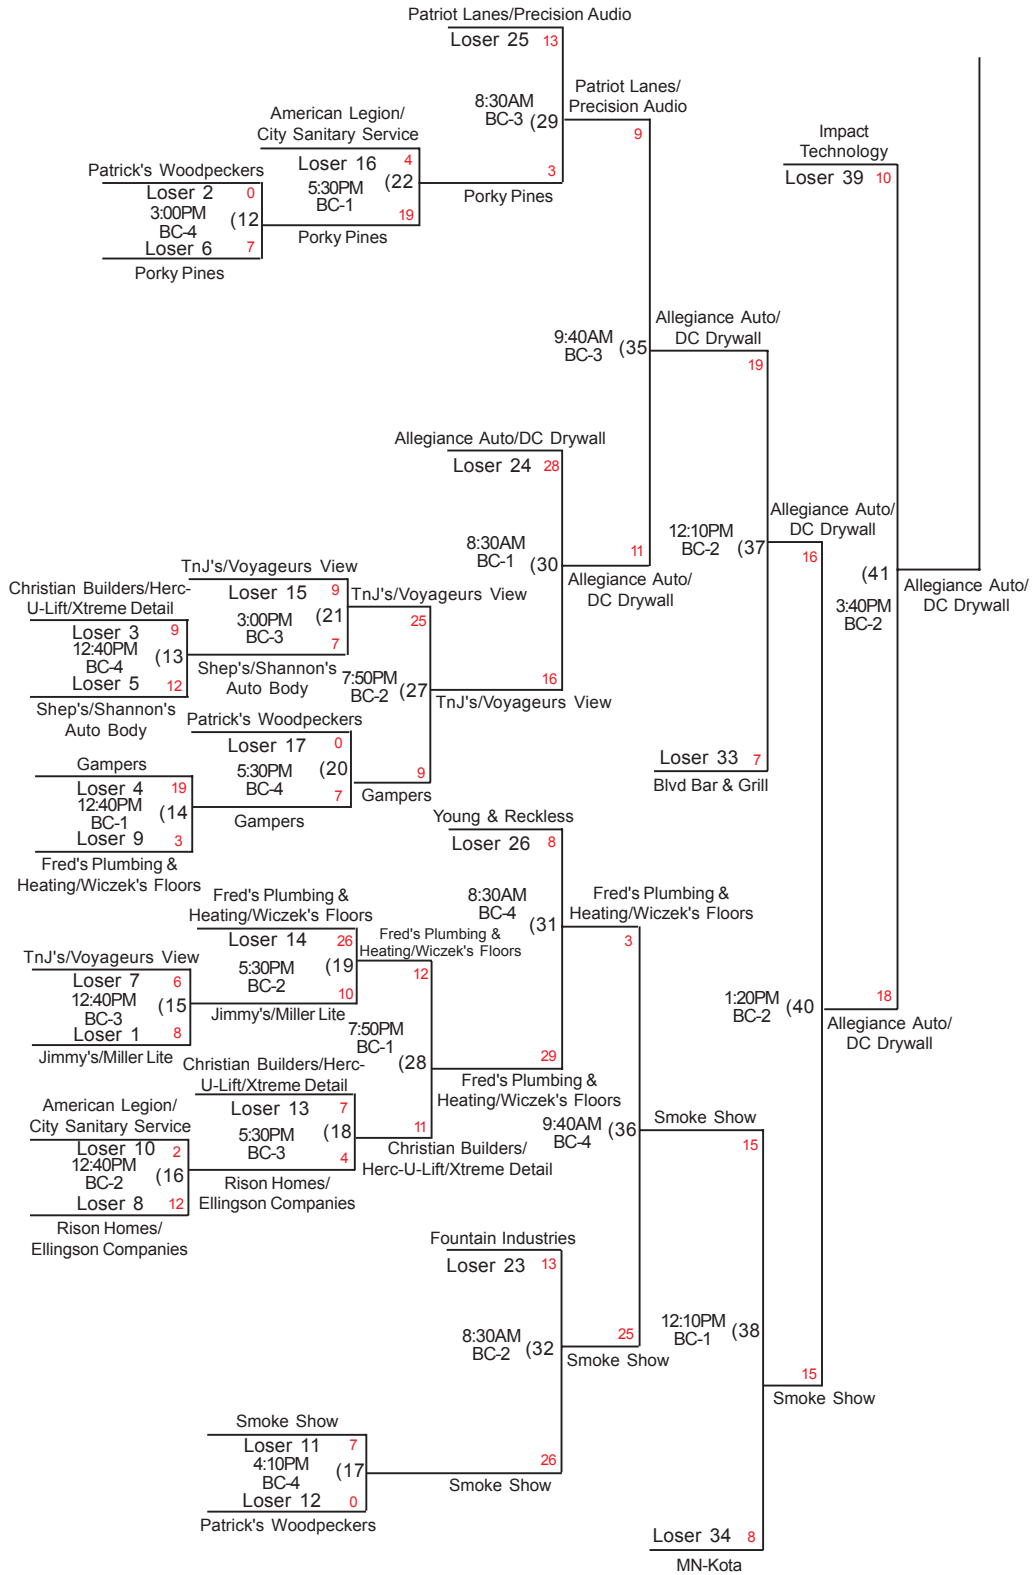 Patriot Lanes/Precision Audio
Loser 25 13
8:30AM
BC-3 (29
Patriot Lanes/
Precision Audio
9
American Legion/
City Sanitary Service
Loser 16 4
5:30PM
BC-1
(22
19
Porky Pines
3
Porky Pines
Patrick's Woodpeckers
Loser 2 0
3:00PM
BC-4
(12
Loser 6 7
Porky Pines
Impact
Technology
Loser 39 10
9:40AM
BC-3
(35
Allegiance Auto/
DC Drywall
19
Allegiance Auto/DC Drywall
Loser 24 28
8:30AM
BC-1
(30
11
Allegiance Auto/
DC Drywall
12:10PM
BC-2
(37
Allegiance Auto/
DC Drywall
16
(41
3:40PM
BC-2
Allegiance Auto/
DC Drywall
TnJ's/Voyageurs View
Loser 15 9
3:00PM
BC-3
(21
7
TnJ's/Voyageurs View
25
Christian Builders/Herc-
U-Lift/Xtreme Detail
Loser 3 9
12:40PM
BC-4
(13
Loser 5 12
Shep's/Shannon's
Auto Body
Shep's/Shannon's
Auto Body
7:50PM
BC-2
(27
16
TnJ's/Voyageurs View
Patrick's Woodpeckers
Loser 17 0
5:30PM
BC-4
(20
7
Gampers
9
Gampers
Gampers
Loser 4 19
12:40PM
BC-1
(14
Loser 9 3
Fred's Plumbing &
Heating/Wiczek's Floors
Loser 33 7
Blvd Bar & Grill
Young & Reckless
Loser 26 8
8:30AM
BC-4
(31
Fred's Plumbing &
Heating/Wiczek's Floors
3
Fred's Plumbing &
Heating/Wiczek's Floors
Loser 14 26
5:30PM
BC-2
(19
10
Jimmy's/Miller Lite
Fred's Plumbing &
Heating/Wiczek's Floors
12
TnJ's/Voyageurs View
Loser 7 6
12:40PM
BC-3
(15
Loser 1 8
Jimmy's/Miller Lite
7:50PM
BC-1
(28
29
Fred's Plumbing &
Heating/Wiczek's Floors
1:20PM
BC-2
(40
18
Allegiance Auto/
DC Drywall
Christian Builders/Herc-
U-Lift/Xtreme Detail
Loser 13 7
5:30PM
BC-3
(18
4
11
Christian Builders/
Herc-U-Lift/Xtreme Detail
9:40AM
BC-4
(36
Smoke Show
15
American Legion/
City Sanitary Service
Loser 10 2
12:40PM
BC-2
(16
Loser 8 12
Rison Homes/
Ellingson Companies
Rison Homes/
Ellingson Companies
Fountain Industries
Loser 23 13
8:30AM
BC-2
(32
25
Smoke Show
12:10PM
BC-1
(38
15
Smoke Show
Smoke Show
Loser 11 7
4:10PM
BC-4
(17
Loser 12 0
Patrick's Woodpeckers
26
Smoke Show
Loser 34 8
MN-Kota